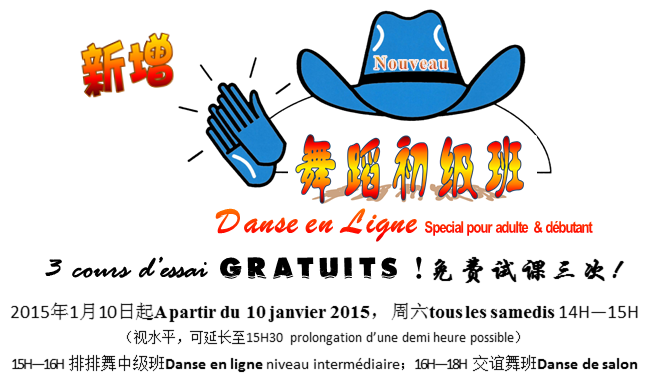 新增
Nouveau
舞蹈初级班
Danse en Ligne Special pour adulte & débutant
3 cours d'essai GRATUITS ! 免费试课三次!
2015年1月10日起A partir du 10 janvier 2015，周六tous les samedis 14H—15H
（视水平，可延长至15H30 prolongation d'une demi heure possible）
15H—16H 排排舞中级班Danse en ligne niveau intermédiaire；16H—18H 交谊舞班Danse de salon